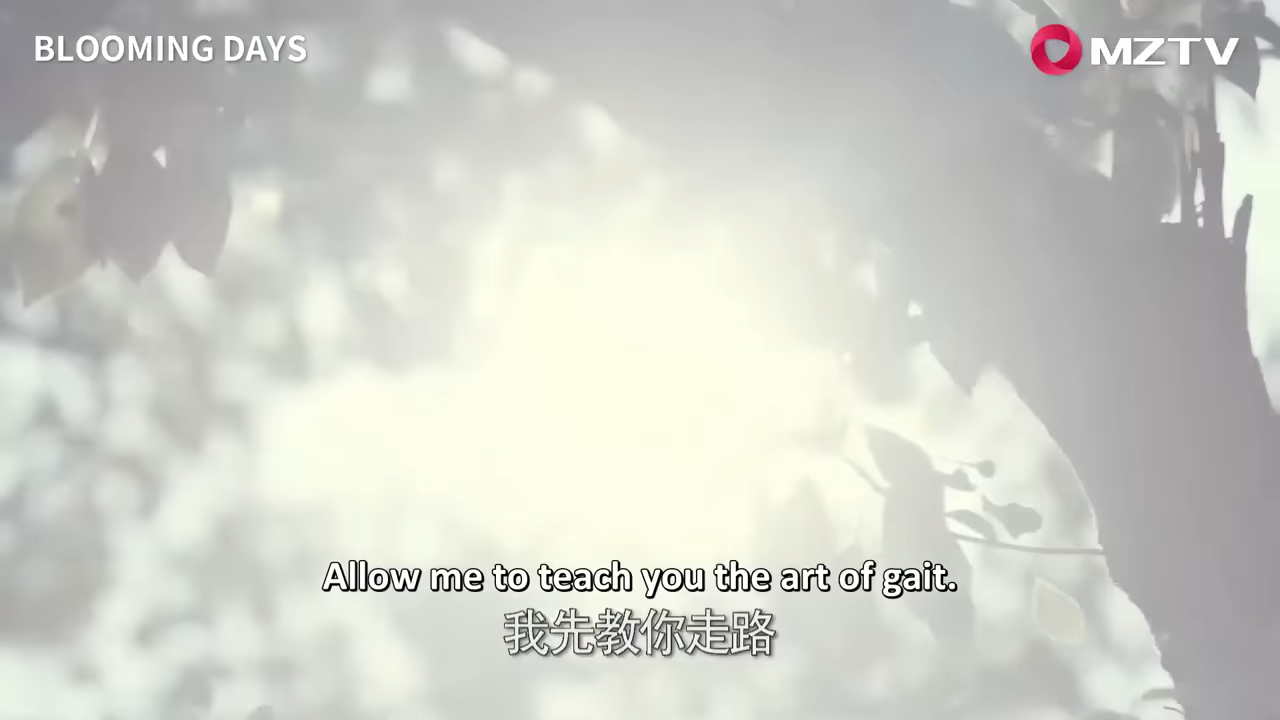 BLOOMING DAYS
MZTV
Allow me to teach you the art of gait.
我先教你走路